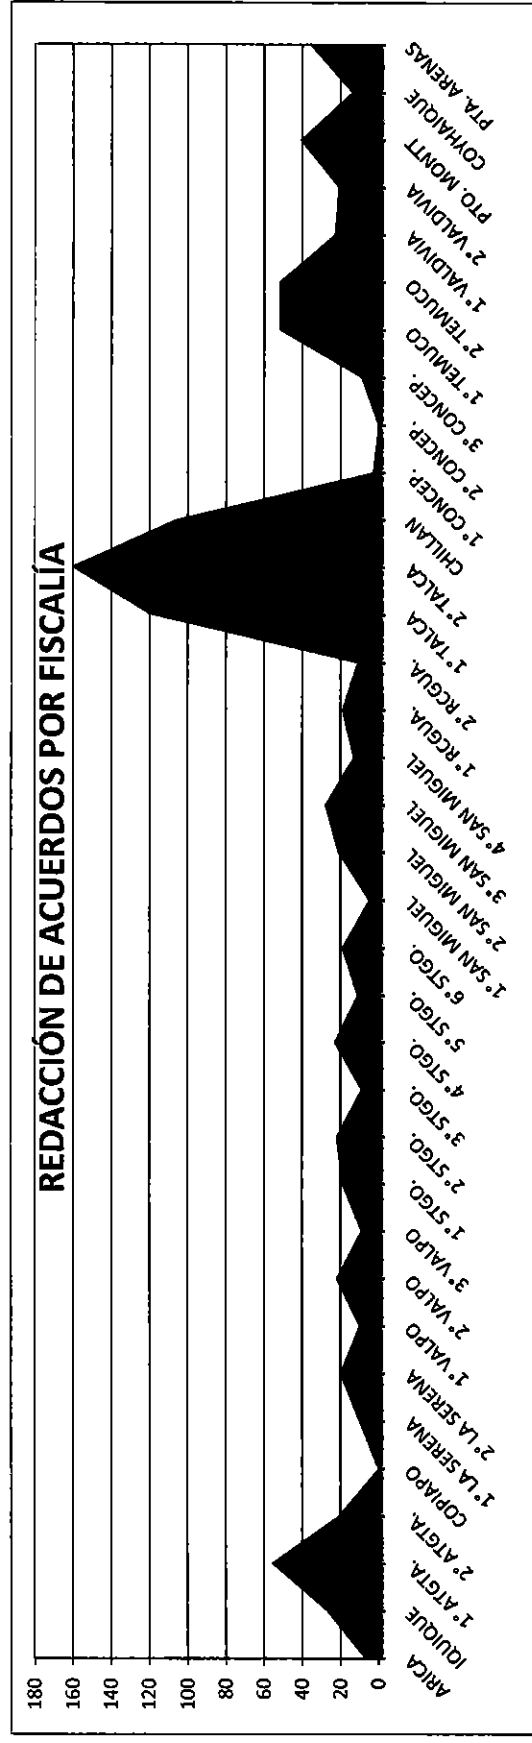 REDACCIÓN DE ACUERDOS POR FISCALÍA
180
160
140
120
100
80
60
40
20
0
ARICA
IQUIQUE
1° ATGTA.
2° ATGTA.
COPIAPO
1° LA SERENA
2° LA SERENA
1° VALPO
2° VALPO
3° VALPO
1° STGO.
2° STGO.
3° STGO.
4° STGO.
5° STGO.
6° STGO.
1° SAN MIGUEL
2° SAN MIGUEL
3° SAN MIGUEL
4° SAN MIGUEL
1° RCGUA.
2° RCGUA.
1° TALCA
2° TALCA
CHILLAN
1° CONCEP.
2° CONCEP.
3° CONCEP.
1° TEMUCO
2° TEMUCO
1° VALDIVIA
2° VALDIVIA
PTO. MONTT
COYHAIQUE
PTA. ARENAS